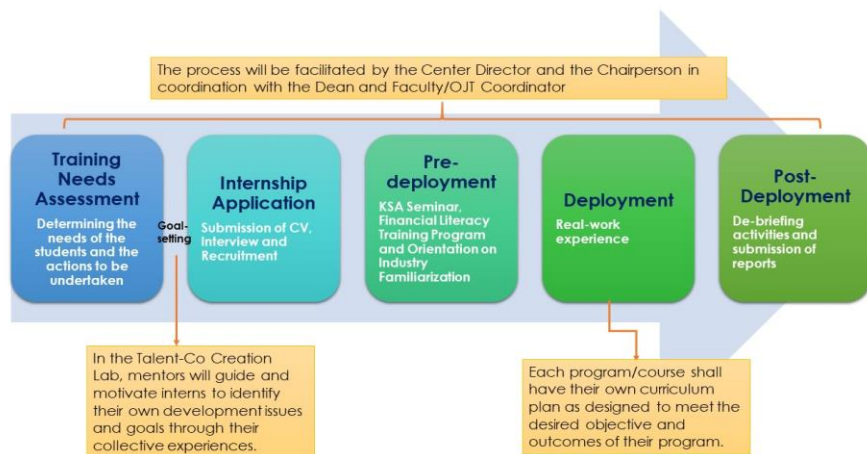 The process will be facilitated by the Center Director and the Chairperson in
coordination with the Dean and Faculty/OJT Coordinator
Training
Needs
Assessment
Determining the
needs of the
students and the
actions to be
undertaken
Goal-
setting
Internship
Application
Submission of CV,
Interview and
Recruitment
Pre-
deployment
KSA Seminar,
Financial Literacy
Training Program
and Orientation on
Industry
Familiarization
Deployment
Real-work
experience
Post-
Deployment
De-briefing
activities and
submission of
reports
In the Talent-Co Creation
Lab, mentors will guide and
motivate interns to identify
their own development issues
and goals through their
collective experiences.
Each program/course shall
have their own curriculum
plan as designed to meet the
desired objective and
outcomes of their program.